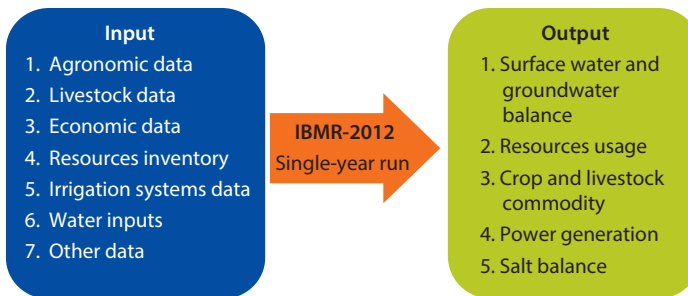 Input
1. Agronomic data
2. Livestock data
3. Economic data
4. Resources inventory
5. Irrigation systems data
6. Water inputs
7. Other data
IBMR-2012
Single-year run
Output
1. Surface water and
groundwater
balance
2. Resources usage
3. Crop and livestock
commodity
4. Power generation
5. Salt balance